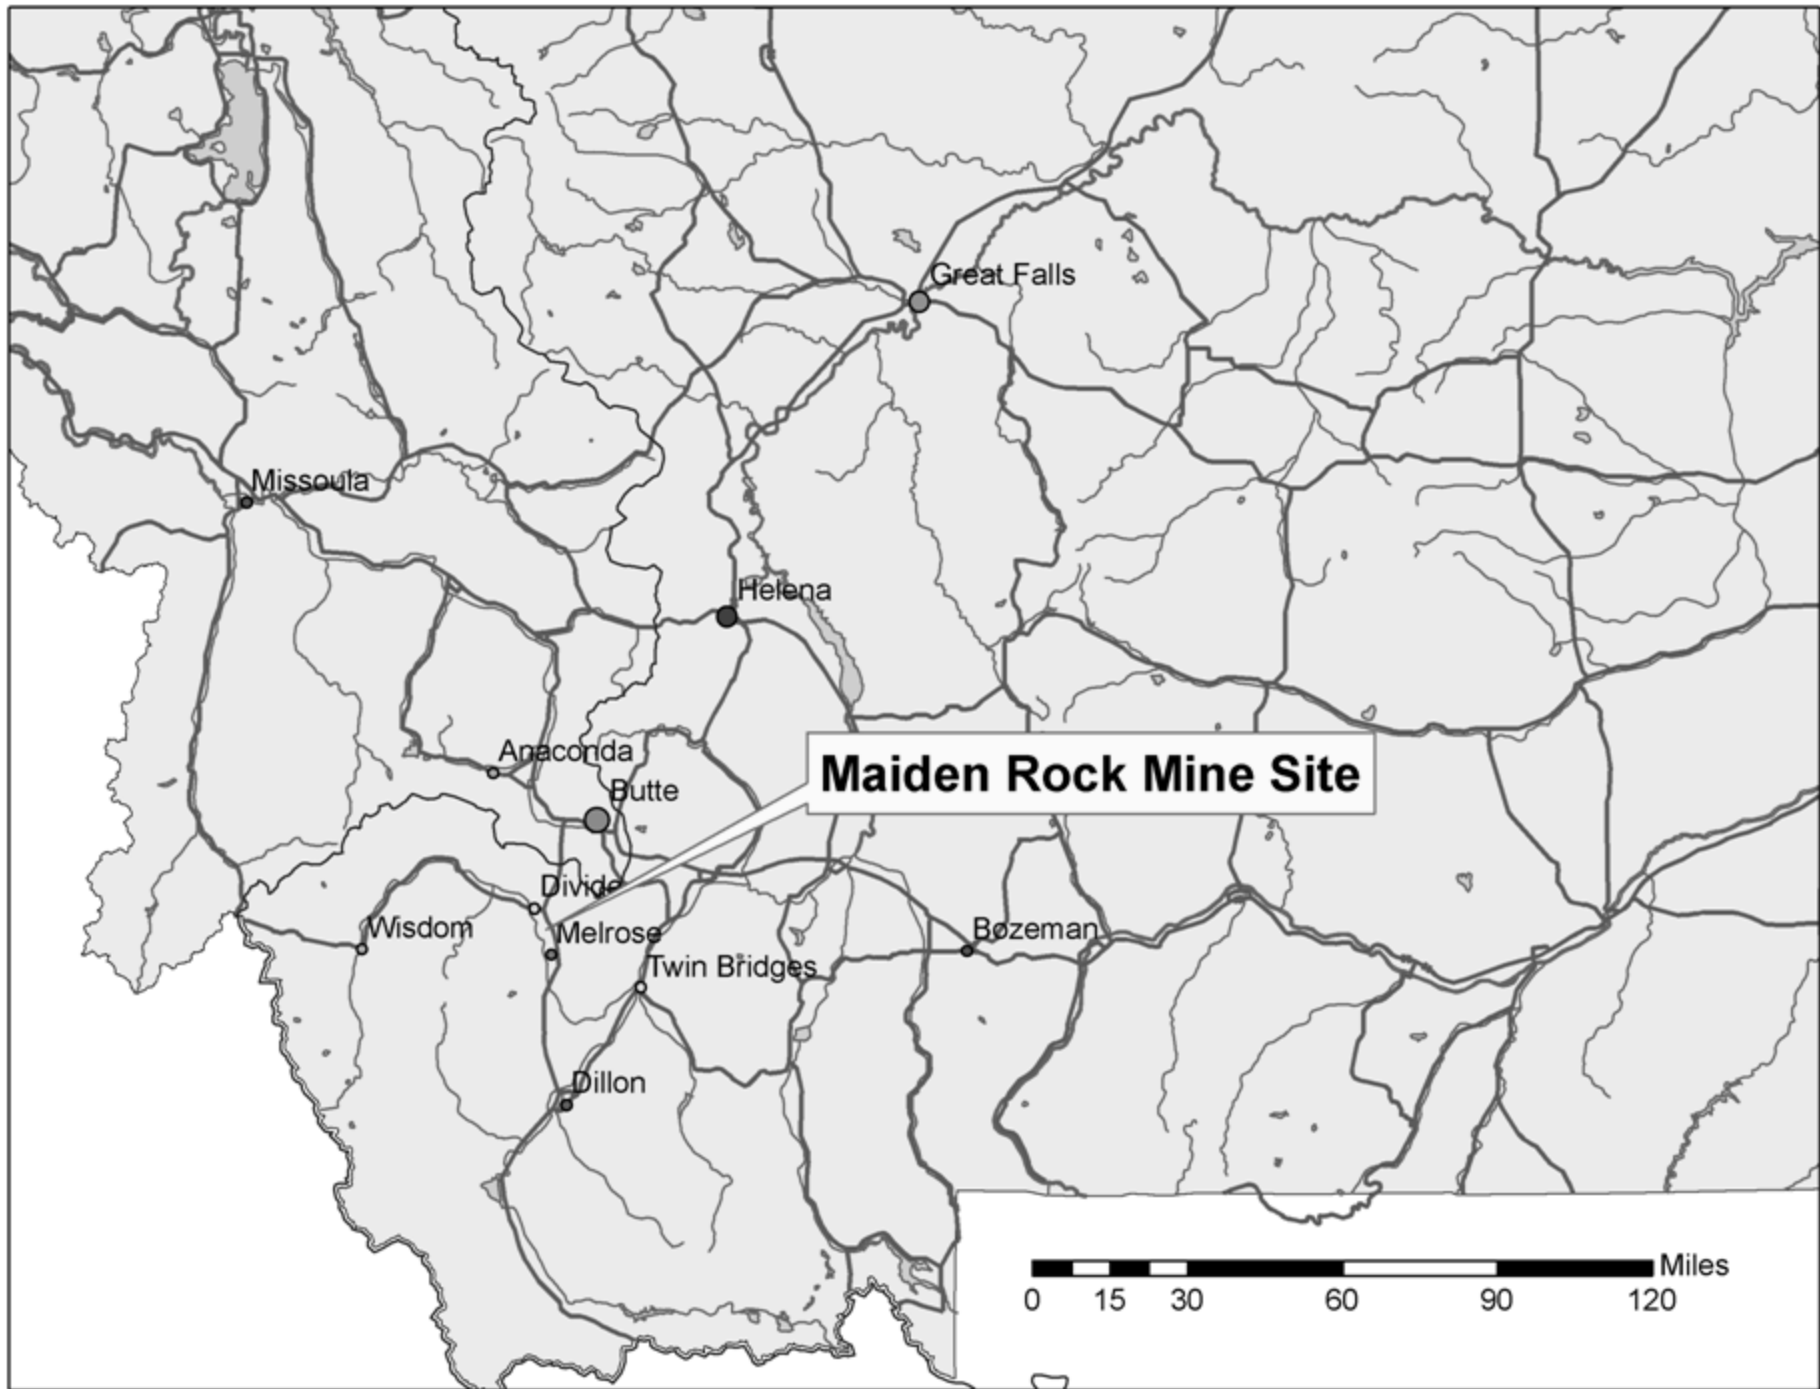 Great Falls
Missoula
Helena
Anaconda
Maiden Rock Mine Site
Butte
Divide
Wisdom
Melrose
Bozeman
Twin Bridges
Dillon
Miles
0 15 30 60 90 120